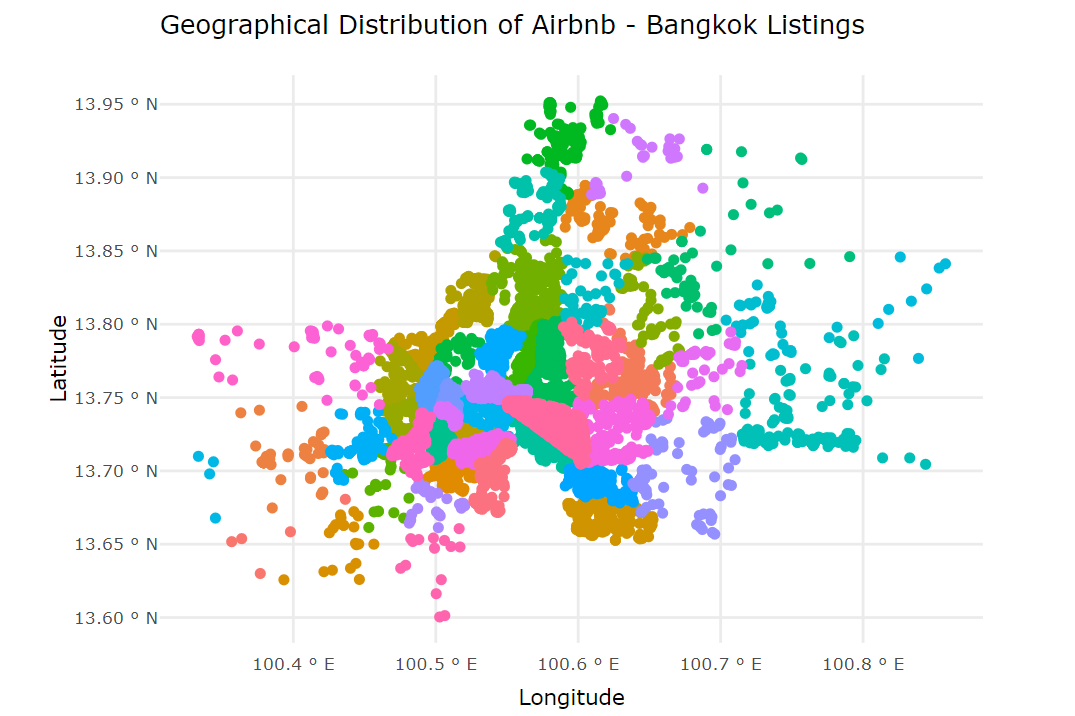 Geographical Distribution of Airbnb - Bangkok Listings
13.95 º N
13.90 º N
13.85 º N
13.80 º N
13.75 º N
13.70 º N
13.65 º N
13.60 º N
Latitude
100.4 º E
100.5 º E
100.6 º E
100.7 º E
100.8 º E
Longitude